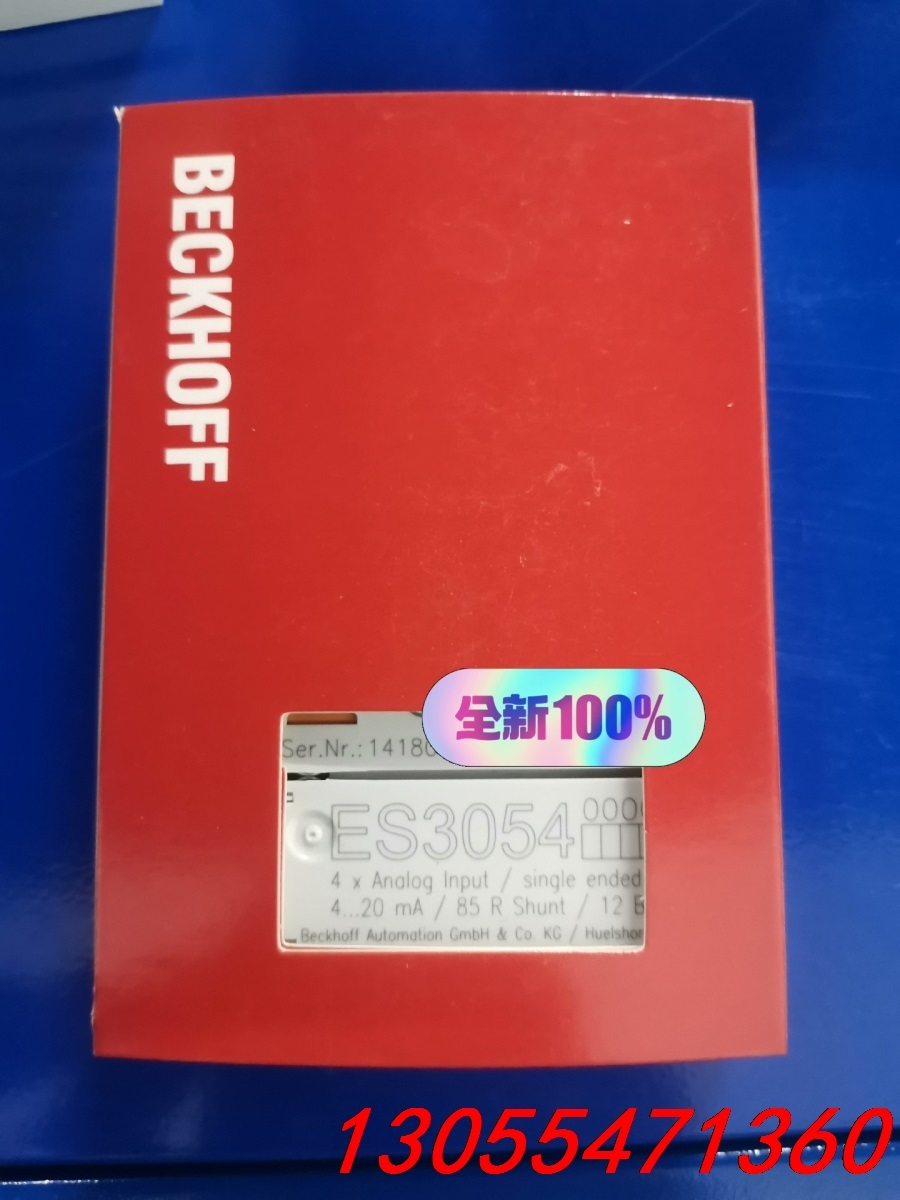 BECKHOFF
全新100%
Ser.Nr.: 1418
ES3054
4 x Analog Input / single ended
4...20 mA / 85 R Shunt / 12
Beckhoff Automation GmbH & Co. KG /
13055471360